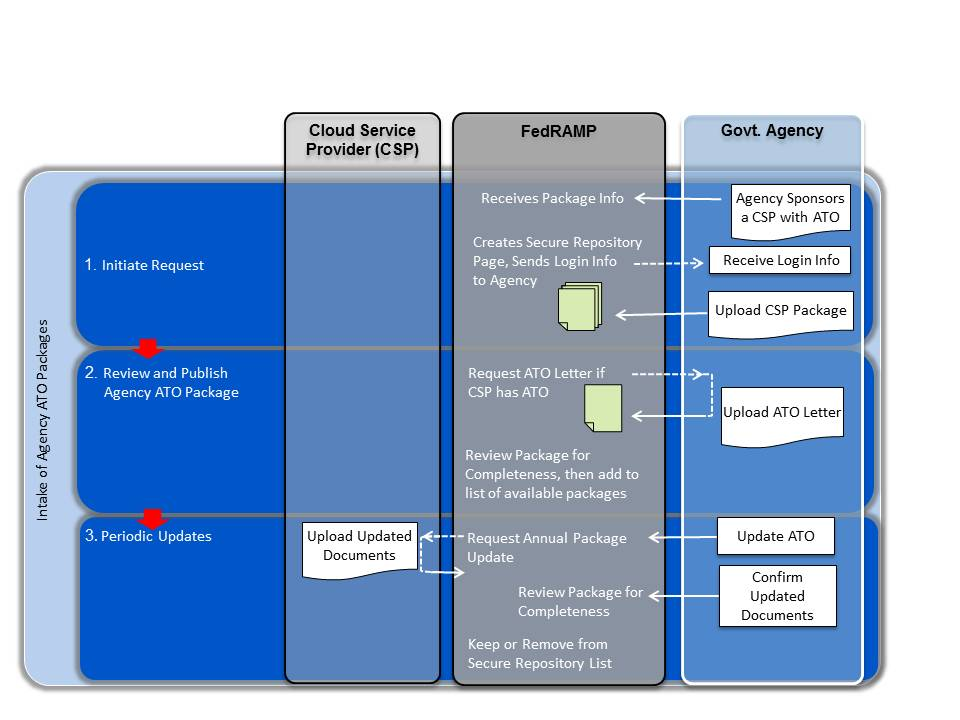 Cloud Service
Provider (CSP)
FedRAMP
Govt. Agency
Intake of Agency ATO Packages
1. Initiate Request
Receives Package Info
Agency Sponsors
a CSP with ATO
Creates Secure Repository
Page, Sends Login Info
to Agency
Receive Login Info
Upload CSP Package
2. Review and Publish
Agency ATO Package
Request ATO Letter if
CSP has ATO
Upload ATO Letter
Review Package for
Completeness, then add to
list of available packages
3. Periodic Updates
Upload Updated
Documents
Request Annual Package
Update
Update ATO
Review Package for
Completeness
Confirm
Updated
Documents
Keep or Remove from
Secure Repository List